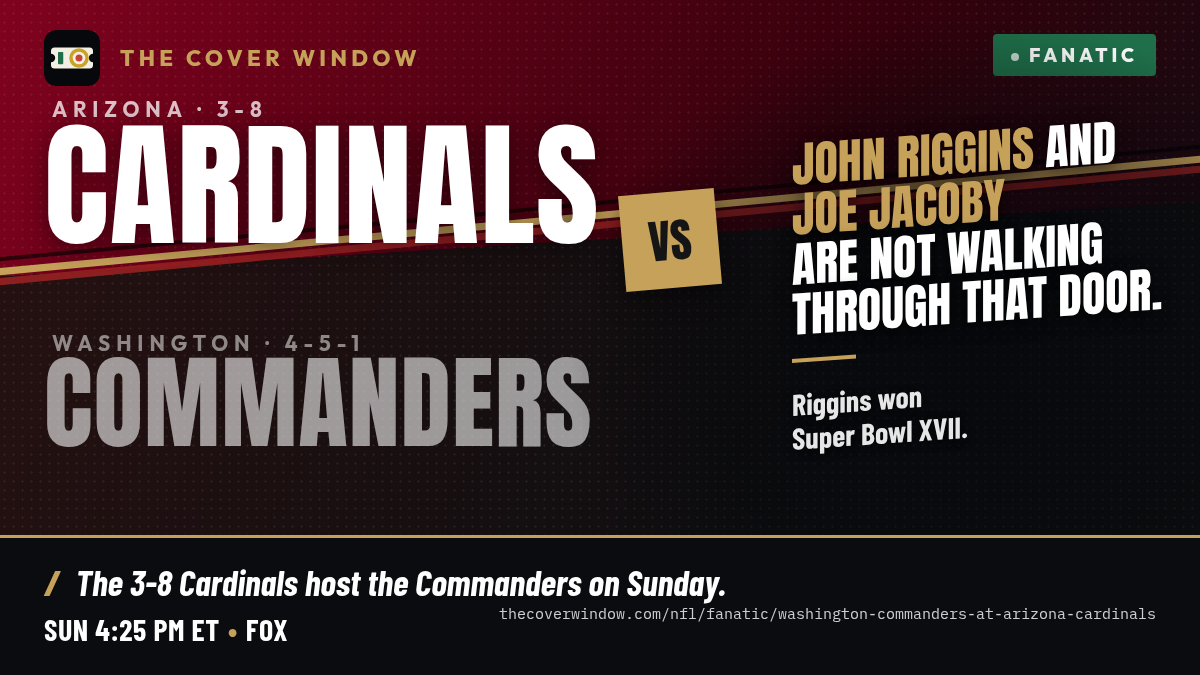 THE COVER WINDOW
FANATIC
ARIZONA · 3-8
CARDINALS
VS
WASHINGTON · 4-5-1
COMMANDERS
JOHN RIGGINS AND
JOE JACOBY
ARE NOT WALKING
THROUGH THAT DOOR.
Riggins won
Super Bowl XVII.
/ The 3-8 Cardinals host the Commanders on Sunday.
SUN 4:25 PM ET • FOX
thecoverwindow.com/nfl/fanatic/washington-commanders-at-arizona-cardinals